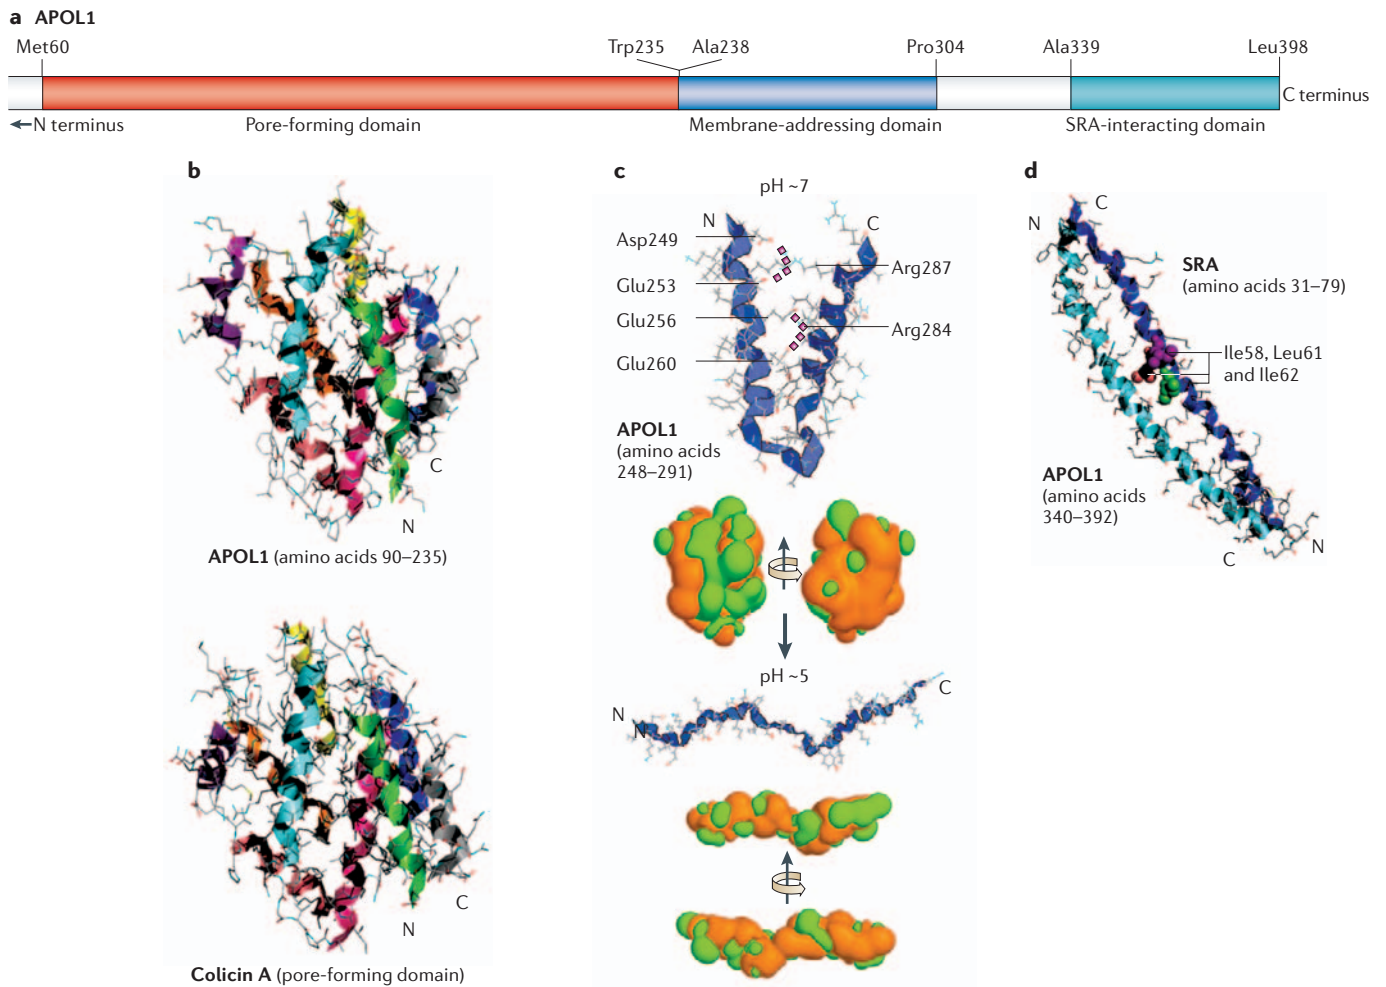 a APOL1
Met60 Trp235 Ala238 Pro304 Ala339 Leu398
C terminus
N terminus Pore-forming domain Membrane-addressing domain SRA-interacting domain
b
C
N
APOL1 (amino acids 90–235)
C
N
Colicin A (pore-forming domain)
c
pH ~7
N
C
Asp249
Glu253
Glu256
Glu260
Arg287
Arg284
APOL1
(amino acids
248–291)
pH ~5
N
N
C
d
C
N
SRA
(amino acids 31–79)
Ile58, Leu61
and Ile62
APOL1
(amino acids
340–392)
C
N